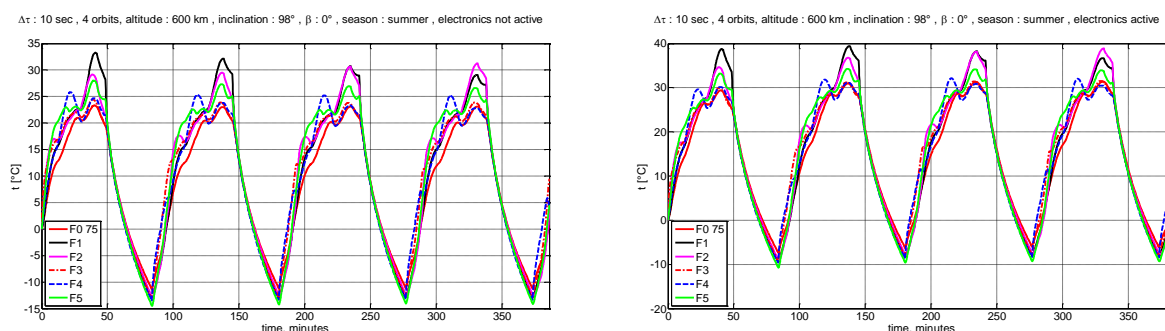 Δτ : 10 sec , 4 orbits, altitude : 600 km , inclination : 98° , β : 0° , season : summer , electronics not active
35
30
25
20
15
10
5
0
-5
-10
-15
t [°C]
F0 75
F1
F2
F3
F4
F5
0 50 100 150 200 250 300 350
time, minutes
Δτ : 10 sec , 4 orbits, altitude : 600 km , inclination : 98° , β : 0° , season : summer , electronics active
40
30
20
10
0
-10
-20
t [°C]
F0 75
F1
F2
F3
F4
F5
0 50 100 150 200 250 300 350
time, minutes